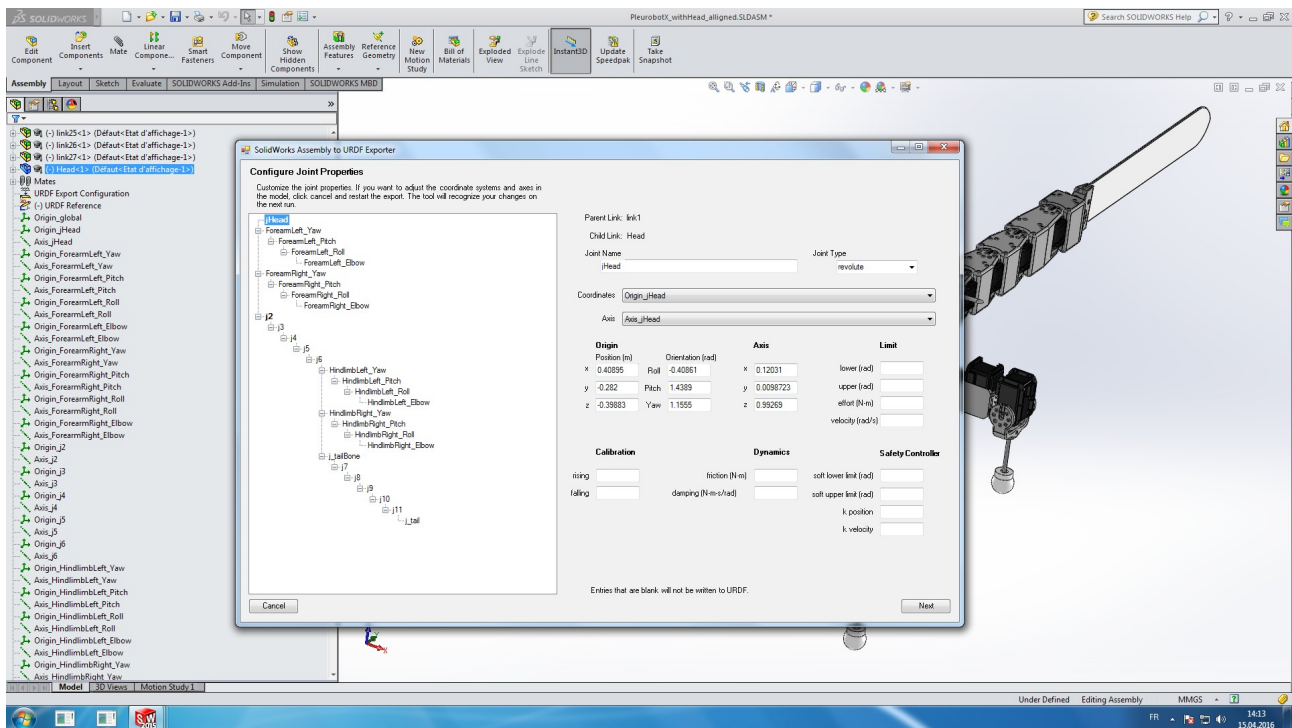 SOLIDWORKS
PleurobotX_withHead_alligned.SLDASM *
Search SOLIDWORKS Help
Edit Component
Insert Components
Mate
Linear Compone...
Smart Fasteners
Move Component
Show Hidden Components
Assembly Features
Reference Geometry
New Motion Study
Bill of Materials
Exploded View
Explode Line Sketch
Instant3D
Update Speedpak
Take Snapshot
Assembly Layout Sketch Evaluate SOLIDWORKS Add-Ins Simulation SOLIDWORKS MBD
(-) link25<1> (Défaut<Etat d'affichage-1>)
(-) link26<1> (Défaut<Etat d'affichage-1>)
(-) link27<1> (Défaut<Etat d'affichage-1>)
(-) Head<1> (Défaut<Etat d'affichage-1>)
Mates
URDF Export Configuration
(-) URDF Reference
Origin_global
Origin_jHead
Axis_jHead
Origin_ForearmLeft_Yaw
Axis_ForearmLeft_Yaw
Origin_ForearmLeft_Pitch
Axis_ForearmLeft_Pitch
Origin_ForearmLeft_Roll
Axis_ForearmLeft_Roll
Origin_ForearmLeft_Elbow
Axis_ForearmLeft_Elbow
Origin_ForearmRight_Yaw
Axis_ForearmRight_Yaw
Origin_ForearmRight_Pitch
Axis_ForearmRight_Pitch
Origin_ForearmRight_Roll
Axis_ForearmRight_Roll
Origin_ForearmRight_Elbow
Axis_ForearmRight_Elbow
Origin_j2
Axis_j2
Origin_j3
Axis_j3
Origin_j4
Axis_j4
Origin_j5
Axis_j5
Origin_j6
Axis_j6
Origin_HindlimbLeft_Yaw
Axis_HindlimbLeft_Yaw
Origin_HindlimbLeft_Pitch
Axis_HindlimbLeft_Pitch
Origin_HindlimbLeft_Roll
Axis_HindlimbLeft_Roll
Origin_HindlimbLeft_Elbow
Axis_HindlimbLeft_Elbow
Origin_HindlimbRight_Yaw
Axis_HindlimbRight_Yaw
SolidWorks Assembly to URDF Exporter
Configure Joint Properties
Customize the joint properties. If you want to adjust the coordinate systems and axes in
the model, click cancel and restart the export. The tool will recognize your changes on
the next run.
jHead
ForearmLeft_Yaw
ForearmLeft_Pitch
ForearmLeft_Roll
ForearmLeft_Elbow
ForearmRight_Yaw
ForearmRight_Pitch
ForearmRight_Roll
ForearmRight_Elbow
j2
j3
j4
j5
j6
HindlimbLeft_Yaw
HindlimbLeft_Pitch
HindlimbLeft_Roll
HindlimbLeft_Elbow
HindlimbRight_Yaw
HindlimbRight_Pitch
HindlimbRight_Roll
HindlimbRight_Elbow
j_tailBone
j7
j8
j9
j10
j11
j_tail
Cancel
Parent Link: link1
Child Link: Head
Joint Name Joint Type
jHead revolute
Coordinates Origin_jHead
Axis Axis_jHead
Origin Axis Limit
Position (m) Orientation (rad)
x 0.40895 Roll -0.40861 x 0.12031 lower (rad)
y -0.282 Pitch 1.4389 y 0.0098723 upper (rad)
z -0.39883 Yaw 1.1555 z 0.99269 effort (N-m)
velocity (rad/s)
Calibration Dynamics Safety Controller
rising friction (N-m) soft lower limit (rad)
falling damping (N-m-s/rad) soft upper limit (rad)
k position
k velocity
Entries that are blank will not be written to URDF.
Next
Model 3D Views Motion Study 1
Under Defined Editing Assembly MMGS
FR 14:13
15.04.2016